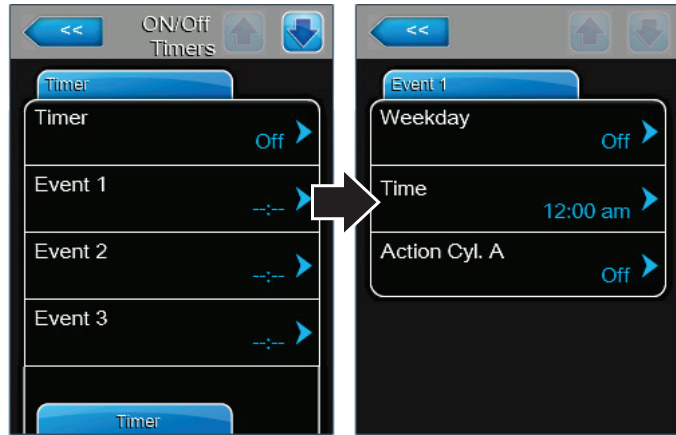 <<
ON/Off
Timers
Timer
Timer
Off
Event 1
--:--
Event 2
--:--
Event 3
--:--
Timer
<<
Event 1
Weekday
Off
Time
12:00 am
Action Cyl. A
Off